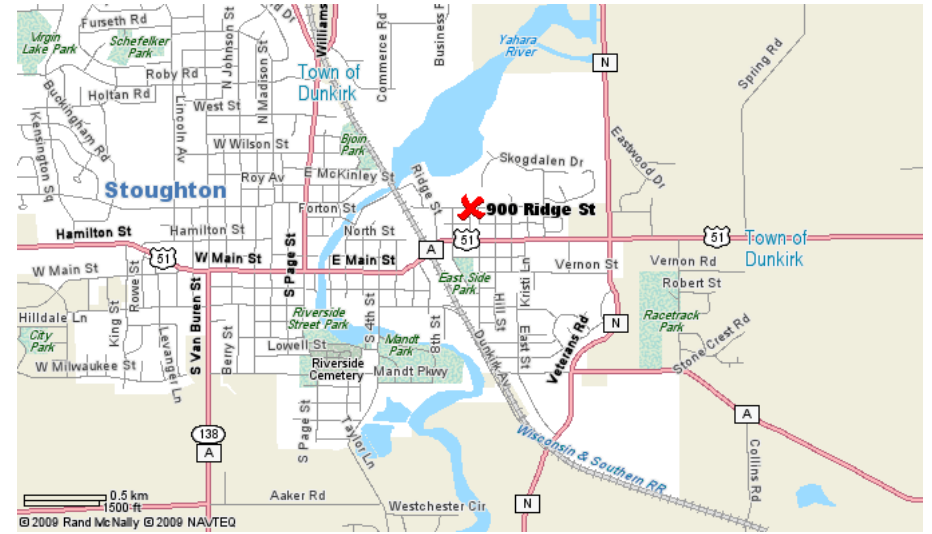 Furseth Rd
Virgin
Lake Park
Schefelker
Park
N Johnson St
N Madison St
Williams
Commerce Rd
Business F
Yahara
River
N
Spring Rd
Town of
Dunkirk
Roby Rd
Holtan Rd
West St
Buckingham Rd
Kensington Sq
Lincoln Av
W Wilson St
Bjoin
Park
Roy Av
E McKinley St
Ridge St
Skogdalen Dr
Eastwood Dr
Stoughton
Forton St
900 Ridge St
Hamilton St
Hamilton St
North St
A
51
51
Town of
Dunkirk
51
W Main St
W Main St
S Page St
E Main St
East Side
Park
Kristi Ln
Vernon St
Vernon Rd
Robert St
Rowe St
King St
Hilldale Ln
City
Park
S Van Buren St
Riverside
Street Park
S 4th St
8th St
Hill St
East St
N
Racetrack
Park
Stone Crest Rd
Levanger Ln
Berry St
Lowell St
Mandt
Park
Dunkirk Av
Veterans Rd
W Milwaukee St
Riverside
Cemetery
Mandt Pkwy
138
A
S Page St
Taylor Ln
Wisconsin & Southern RR
A
Collins Rd
0.5 km
1500 ft
Aaker Rd
Westchester Cir
N
© 2009 Rand McNally © 2009 NAVTEQ